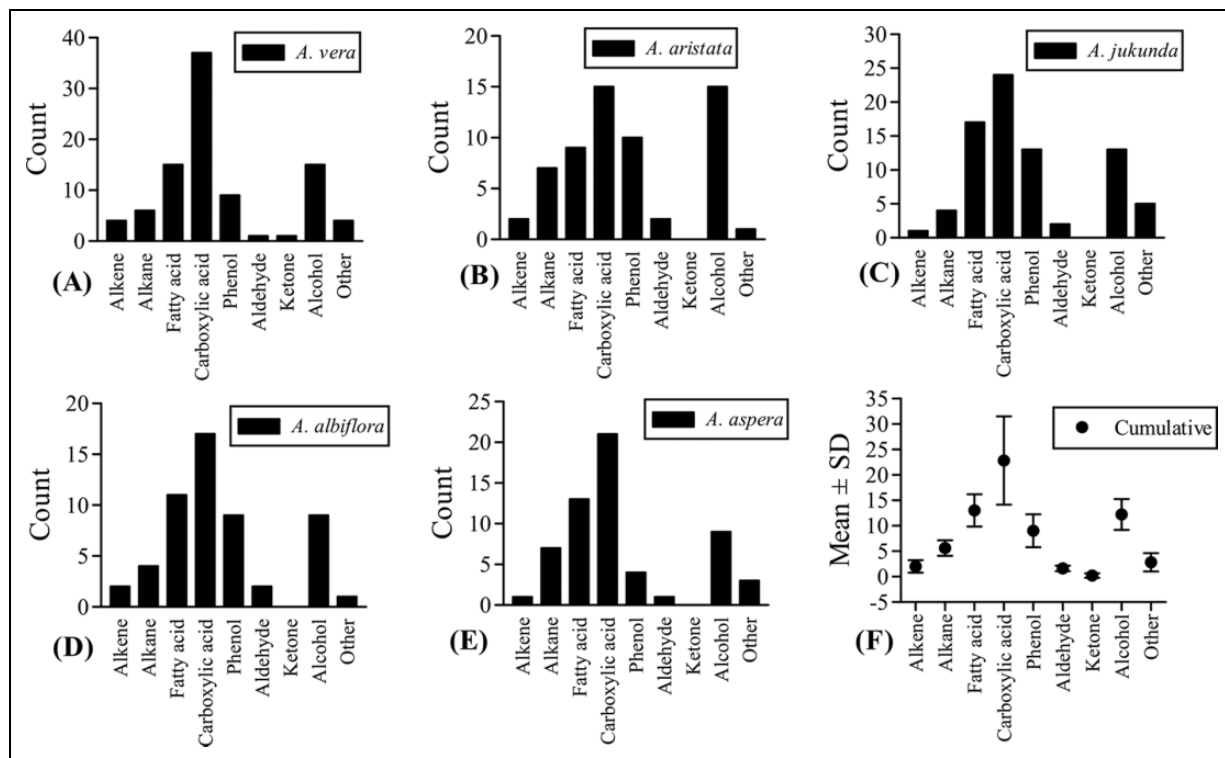 A. vera
Count
40
30
20
10
0
Alkene
Alkane
Fatty acid
Carboxylic acid
Phenol
Aldehyde
Ketone
Alcohol
Other
(A)
A. aristata
Count
20
15
10
5
0
Alkene
Alkane
Fatty acid
Carboxylic acid
Phenol
Aldehyde
Ketone
Alcohol
Other
(B)
A. jukunda
Count
30
25
20
15
10
5
0
Alkene
Alkane
Fatty acid
Carboxylic acid
Phenol
Aldehyde
Ketone
Alcohol
Other
(C)
A. albiflora
Count
20
15
10
5
0
Alkene
Alkane
Fatty acid
Carboxylic acid
Phenol
Aldehyde
Ketone
Alcohol
Other
(D)
A. aspera
Count
25
20
15
10
5
0
Alkene
Alkane
Fatty acid
Carboxylic acid
Phenol
Aldehyde
Ketone
Alcohol
Other
(E)
Cumulative
Mean ± SD
35
30
25
20
15
10
5
0
-5
Alkene
Alkane
Fatty acid
Carboxylic acid
Phenol
Aldehyde
Ketone
Alcohol
Other
(F)